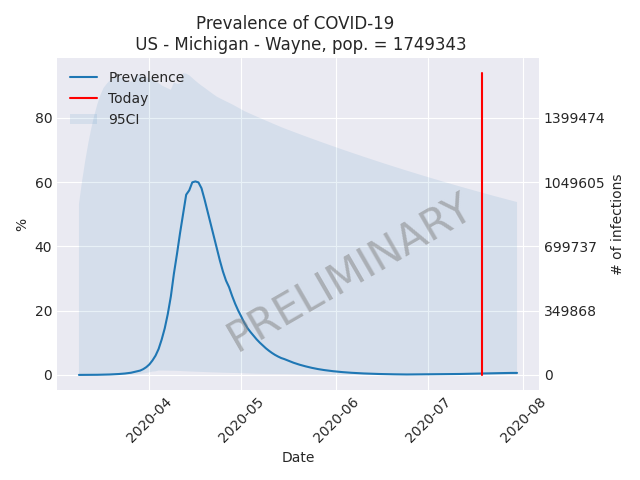 Prevalence of COVID-19
US - Michigan - Wayne, pop. = 1749343
Prevalence
Today
95CI
80
60
40
20
0
%
1399474
1049605
699737
349868
0
# of infections
PRELIMINARY
2020-04
2020-05
2020-06
2020-07
2020-08
Date